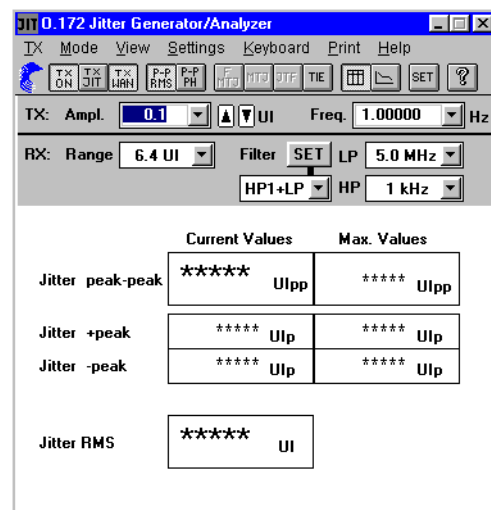 JIT O.172 Jitter Generator/Analyzer
TX Mode View Settings Keyboard Print Help
TX ON TX JIT TX WAN P-P RMS P-P PH F MTJ MTJ JTF TIE SET ?
TX: Ampl. 0.1 UI Freq. 1.00000 Hz
RX: Range 6.4 UI Filter SET LP 5.0 MHz
HP1+LP HP 1 kHz
Current Values Max. Values
Jitter peak-peak ***** UIpp ***** UIpp
Jitter +peak ***** UIp ***** UIp
Jitter -peak ***** UIp ***** UIp
Jitter RMS ***** UI